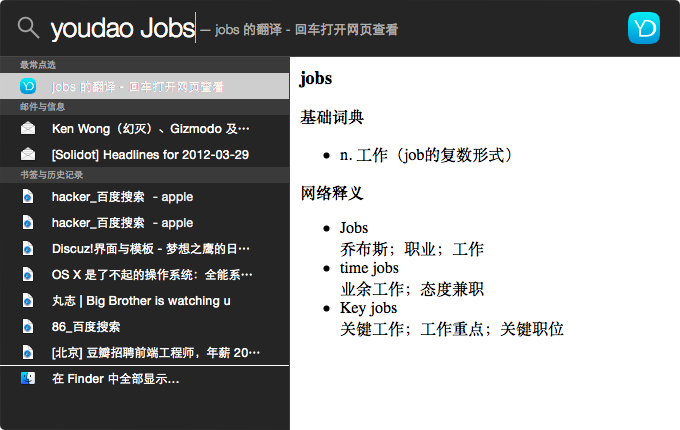 youdao Jobs — jobs 的翻译 - 回车打开网页查看
YD
最常点选
jobs 的翻译 - 回车打开网页查看
邮件与信息
Ken Wong（幻灭）、Gizmodo 及…
[Solidot] Headlines for 2012-03-29
书签与历史记录
hacker_百度搜索 - apple
hacker_百度搜索 - apple
Discuz!界面与模板 - 梦想之鹰的日…
OS X 是了不起的操作系统：全能系…
丸志 | Big Brother is watching u
86_百度搜索
[北京] 豆瓣招聘前端工程师，年薪 20…
在 Finder 中全部显示...
jobs
基础词典
• n. 工作（job的复数形式）
网络释义
• Jobs
乔布斯；职业；工作
• time jobs
业余工作；态度兼职
• Key jobs
关键工作；工作重点；关键职位